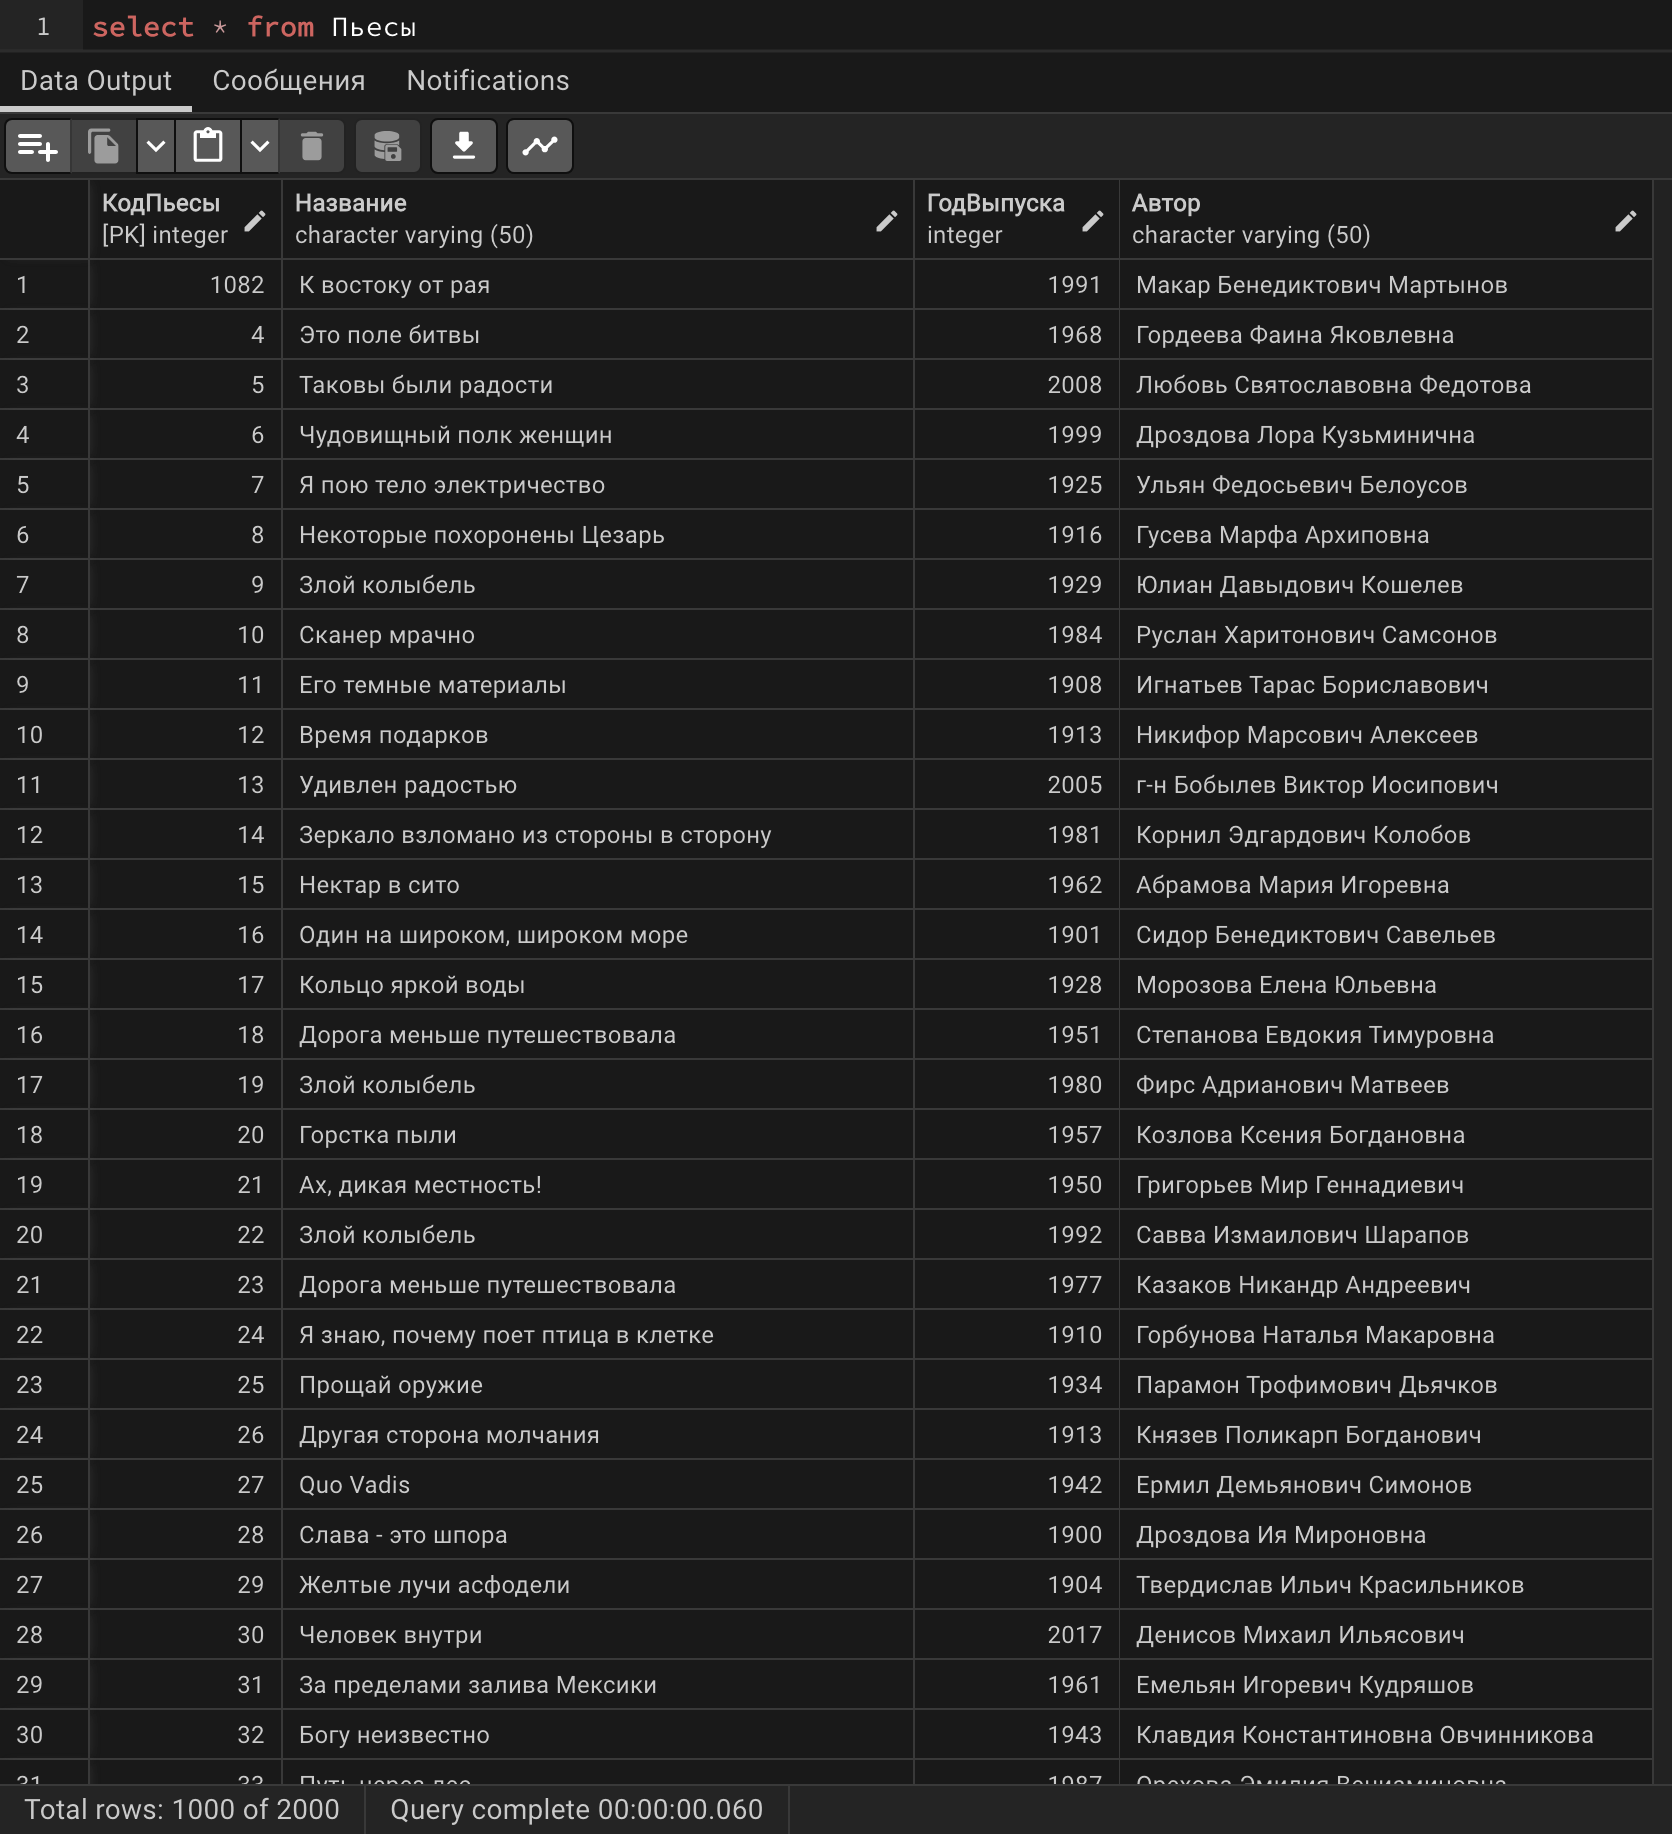 1 select * from Пьесы
Data Output Сообщения Notifications
КодПьесы Название ГодВыпуска Автор
[PK] integer character varying (50) integer character varying (50)
1 1082 К востоку от рая 1991 Макар Бенедиктович Мартынов
2 4 Это поле битвы 1968 Гордеева Фаина Яковлевна
3 5 Таковы были радости 2008 Любовь Святославовна Федотова
4 6 Чудовищный полк женщин 1999 Дроздова Лора Кузьминична
5 7 Я пою тело электричество 1925 Ульян Федосьевич Белоусов
6 8 Некоторые похоронены Цезарь 1916 Гусева Марфа Архиповна
7 9 Злой колыбель 1929 Юлиан Давыдович Кошелев
8 10 Сканер мрачно 1984 Руслан Харитонович Самсонов
9 11 Его темные материалы 1908 Игнатьев Тарас Бориславович
10 12 Время подарков 1913 Никифор Марсович Алексеев
11 13 Удивлен радостью 2005 г-н Бобылев Виктор Иосипович
12 14 Зеркало взломано из стороны в сторону 1981 Корнил Эдгардович Колобов
13 15 Нектар в сито 1962 Абрамова Мария Игоревна
14 16 Один на широком, широком море 1901 Сидор Бенедиктович Савельев
15 17 Кольцо яркой воды 1928 Морозова Елена Юльевна
16 18 Дорога меньше путешествовала 1951 Степанова Евдокия Тимуровна
17 19 Злой колыбель 1980 Фирс Адрианович Матвеев
18 20 Горстка пыли 1957 Козлова Ксения Богдановна
19 21 Ах, дикая местность! 1950 Григорьев Мир Геннадиевич
20 22 Злой колыбель 1992 Савва Измаилович Шарапов
21 23 Дорога меньше путешествовала 1977 Казаков Никандр Андреевич
22 24 Я знаю, почему поет птица в клетке 1910 Горбунова Наталья Макаровна
23 25 Прощай оружие 1934 Парамон Трофимович Дьячков
24 26 Другая сторона молчания 1913 Князев Поликарп Богданович
25 27 Quo Vadis 1942 Ермил Демьянович Симонов
26 28 Слава - это шпора 1900 Дроздова Ия Мироновна
27 29 Желтые лучи асфодели 1904 Твердислав Ильич Красильников
28 30 Человек внутри 2017 Денисов Михаил Ильясович
29 31 За пределами залива Мексики 1961 Емельян Игоревич Кудряшов
30 32 Богу неизвестно 1943 Клавдия Константиновна Овчинникова
31 33 Путь через лес 1987 Орехова Эмилия Вениаминовна
Total rows: 1000 of 2000 Query complete 00:00:00.060